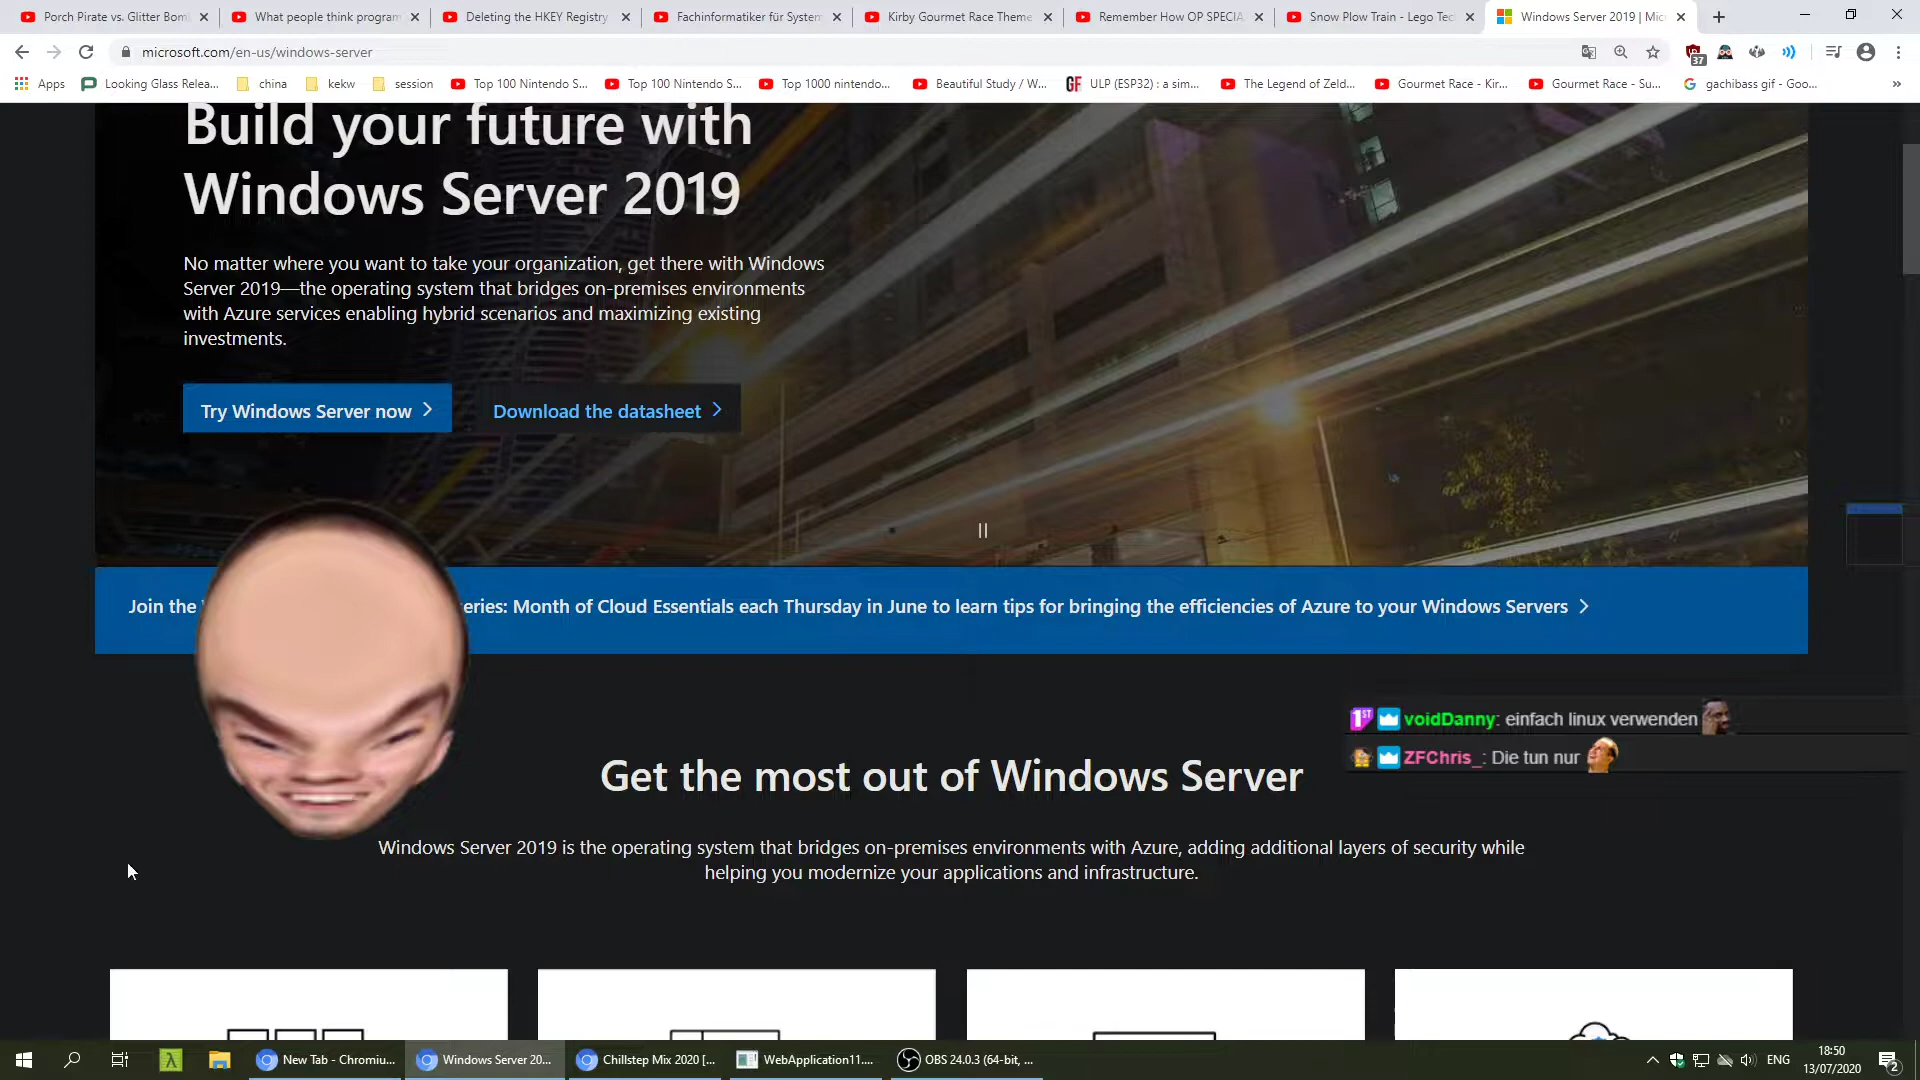 Porch Pirate vs. Glitter Bom
What people think program
Deleting the HKEY Registry
Fachinformatiker für System
Kirby Gourmet Race Theme
Remember How OP SPECIA
Snow Plow Train - Lego Tec
Windows Server 2019 | Mic
microsoft.com/en-us/windows-server
37
Apps
Looking Glass Relea...
china
kekw
session
Top 100 Nintendo S...
Top 100 Nintendo S...
Top 1000 nintendo...
Beautiful Study / W...
GF
ULP (ESP32) : a sim...
The Legend of Zeld...
Gourmet Race - Kir...
Gourmet Race - Su...
gachibass gif - Goo...
Build your future with
Windows Server 2019
No matter where you want to take your organization, get there with Windows
Server 2019—the operating system that bridges on-premises environments
with Azure services enabling hybrid scenarios and maximizing existing
investments.
Try Windows Server now
Download the datasheet
Join the
eries: Month of Cloud Essentials each Thursday in June to learn tips for bringing the efficiencies of Azure to your Windows Servers
1ST voidDanny: einfach linux verwenden
ZFChris_: Die tun nur
Get the most out of Windows Server
Windows Server 2019 is the operating system that bridges on-premises environments with Azure, adding additional layers of security while
helping you modernize your applications and infrastructure.
New Tab - Chromiu...
Windows Server 20...
Chillstep Mix 2020 [...
WebApplication11....
OBS 24.0.3 (64-bit, ...
ENG
18:50
13/07/2020
2